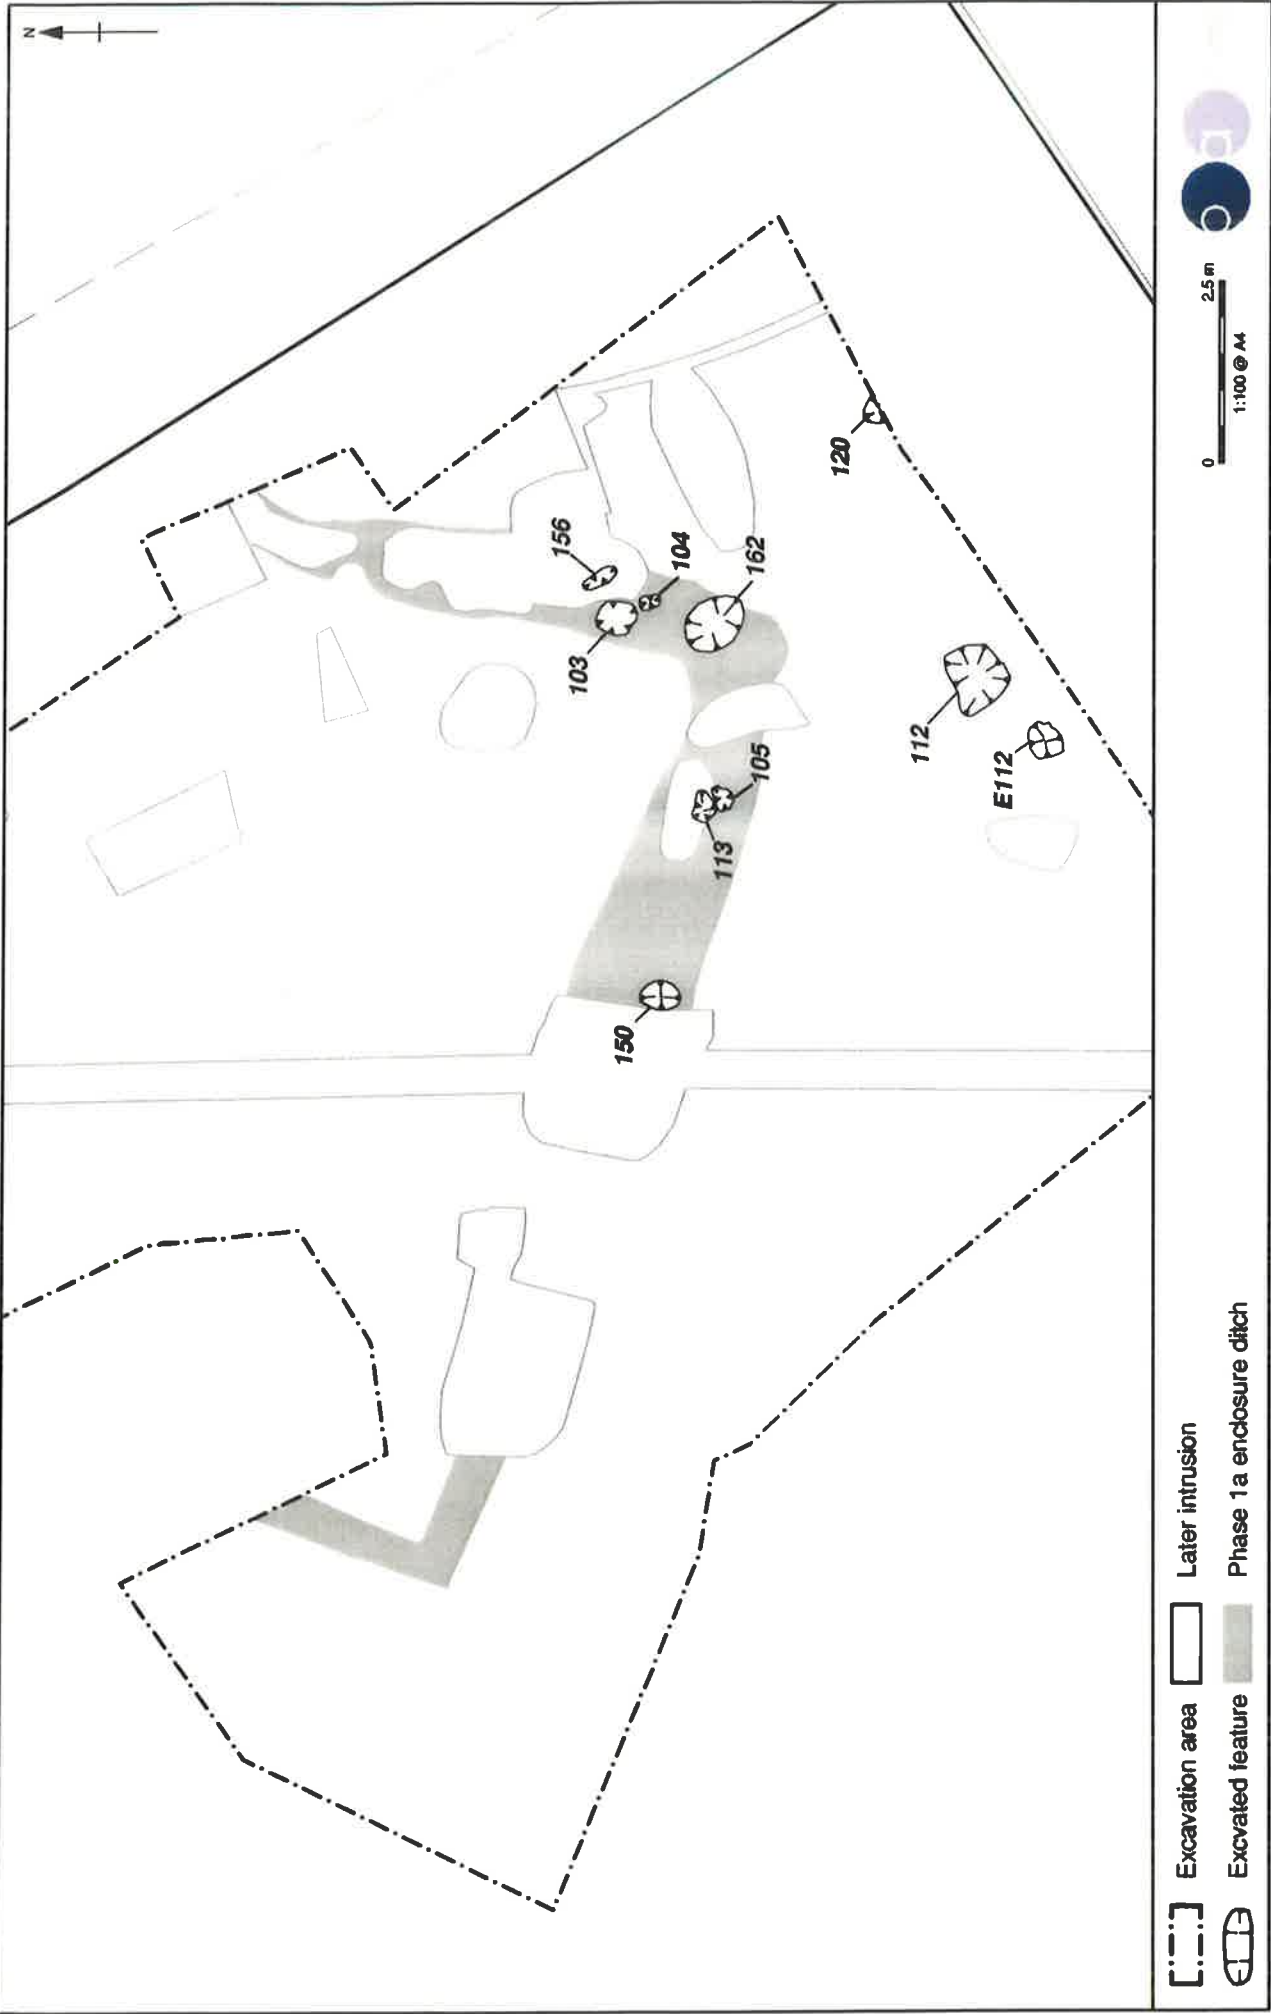 N
156
104
103
162
120
105
113
112
E112
150
0 2.5 m
1:100 @ A4
Excavation area
Later intrusion
Excvated feature
Phase 1a enclosure ditch